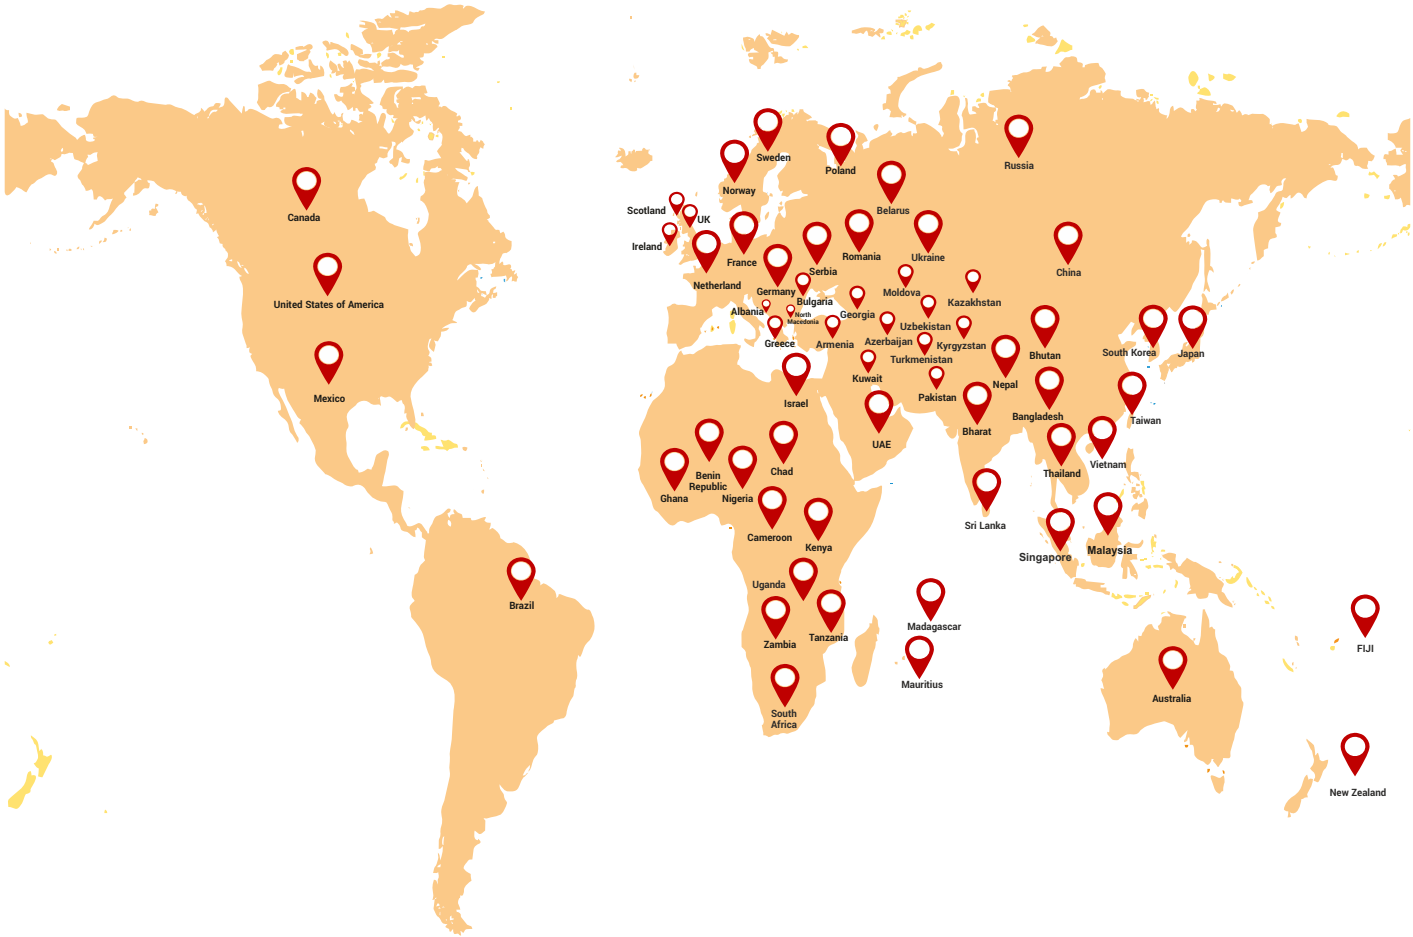 Sweden
Poland
Russia
Norway
Canada
Scotland
UK
Belarus
Ireland
France
Romania
Ukraine
Serbia
China
Netherland
Germany
Moldova
United States of America
Bulgaria
Kazakhstan
Albania
North
Macedonia
Georgia
Uzbekistan
Greece
Armenia
Azerbaijan
Kyrgyzstan
Turkmenistan
Bhutan
South Korea
Japan
Kuwait
Nepal
Mexico
Israel
Pakistan
Bangladesh
Taiwan
Bharat
UAE
Benin
Republic
Chad
Thailand
Vietnam
Ghana
Nigeria
Sri Lanka
Cameroon
Kenya
Singapore
Malaysia
Uganda
Brazil
Madagascar
Zambia
Tanzania
FIJI
Mauritius
Australia
South
Africa
New Zealand